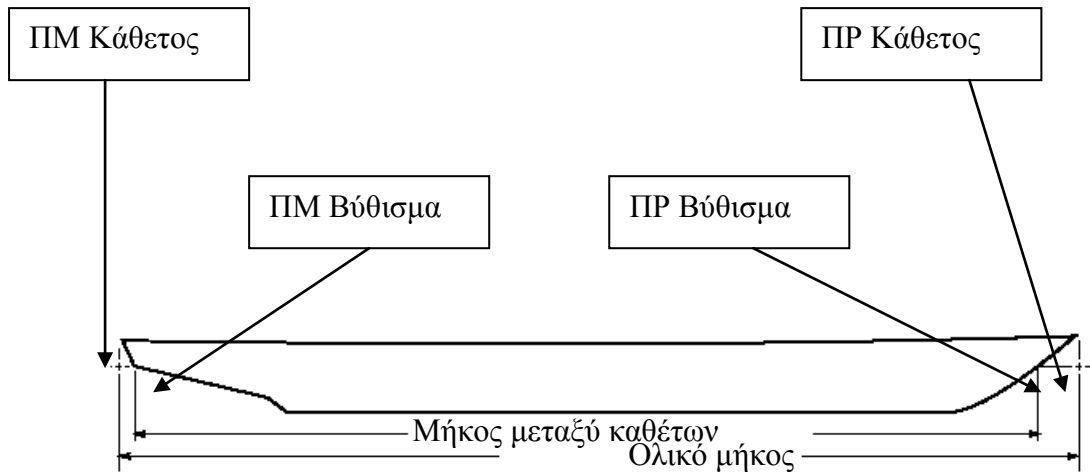 ΠΜ Κάθετος
ΠΡ Κάθετος
ΠΜ Βύθισμα
ΠΡ Βύθισμα
Μήκος μεταξύ καθέτων
Ολικό μήκος